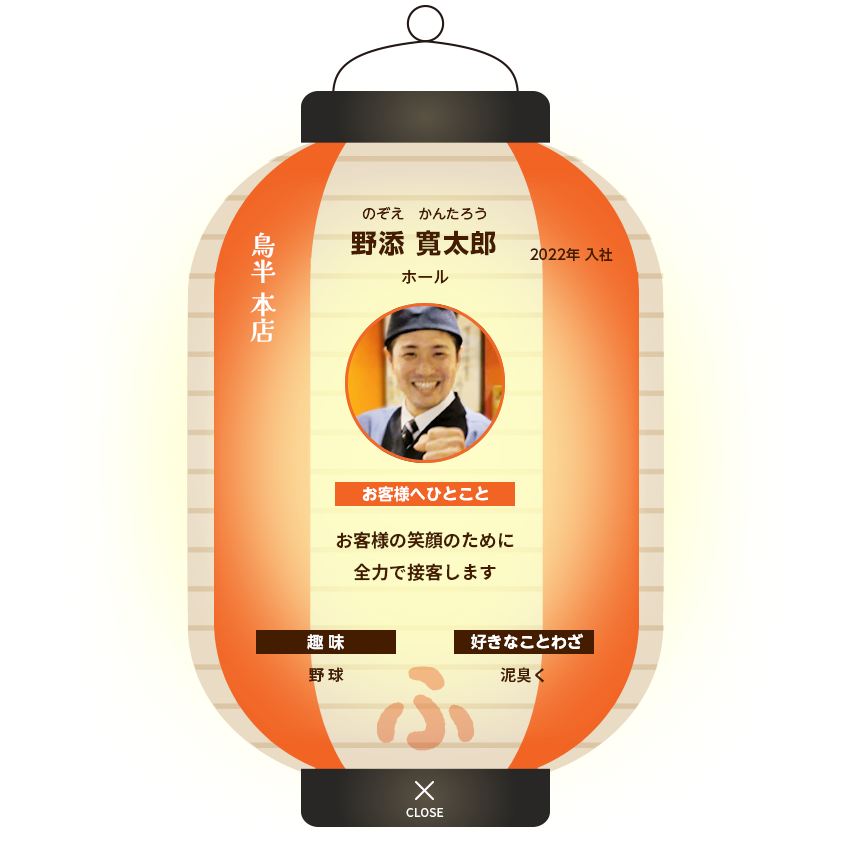 のぞえ　かんたろう
野添 寛太郎
ホール
2022年 入社
鳥半 本店
お客様へひとこと
お客様の笑顔のために
全力で接客します
趣 味
野 球
好きなことわざ
泥臭く
ふ
CLOSE